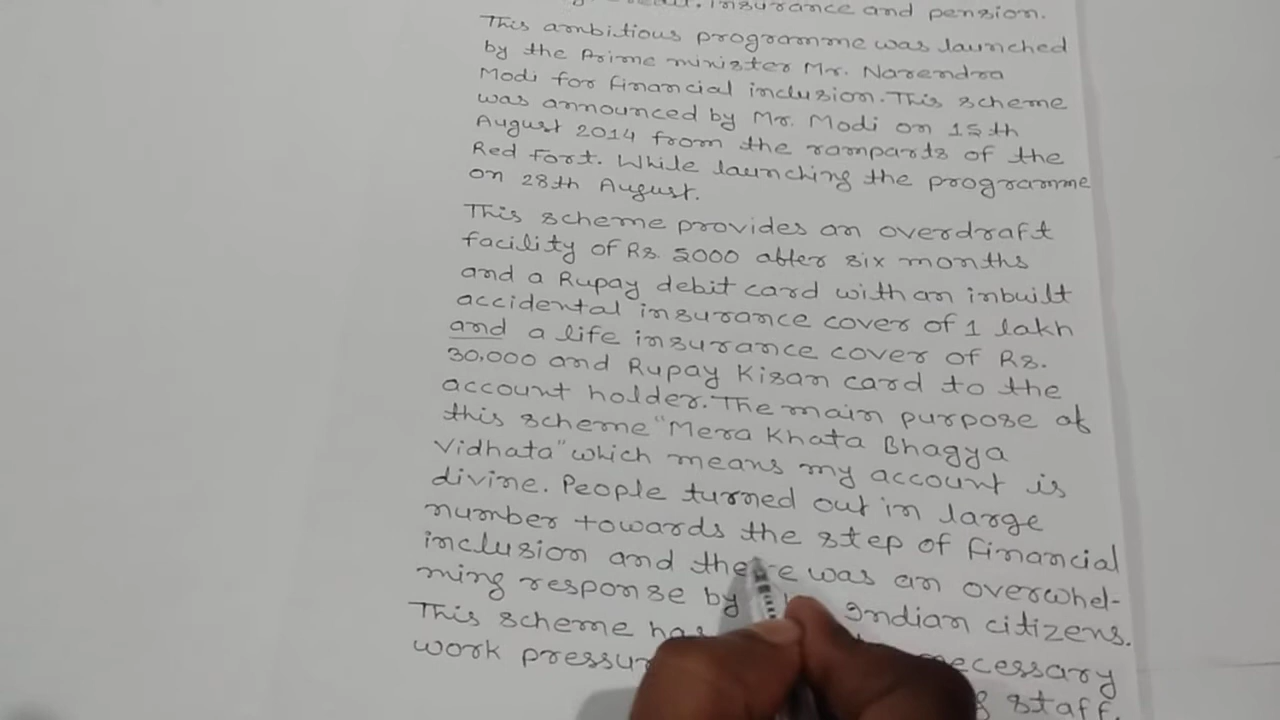 insurance and pension.
This ambitious programme was launched
by the Prime minister Mr. Narendra
Modi for financial inclusion. This scheme
was announced by Mr. Modi on 15th
August 2014 from the ramparts of the
Red Fort. While launching the programme
on 28th August.
This scheme provides an overdraft
facility of Rs. 5000 after six months
and a Rupay debit card with an inbuilt
accidental insurance cover of 1 lakh
and a life insurance cover of Rs.
30,000 and Rupay Kisan card to the
account holder. The main purpose of
this scheme "Mera Khata Bhagya
Vidhata" which means my account is
divine. People turned out in large
number towards the step of financial
inclusion and there was an overwhel-
ming response by Indian citizens.
This scheme has necessary
work staff.